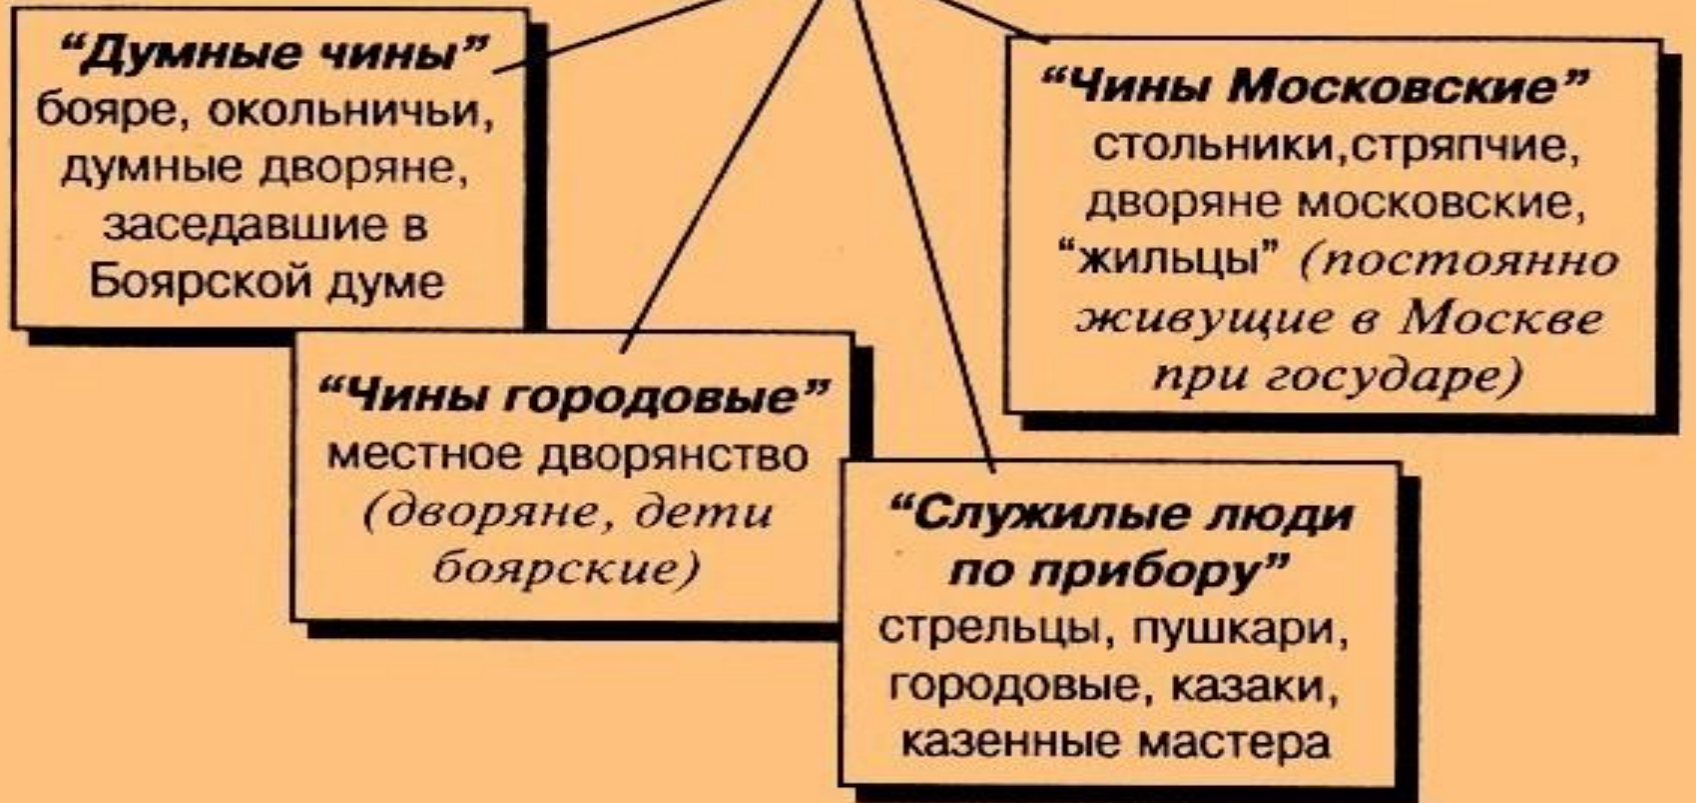 “Думные чины”
бояре, окольничьи,
думные дворяне,
заседавшие в
Боярской думе
“Чины Московские”
стольники,стряпчие,
дворяне московские,
“жильцы” (постоянно
живущие в Москве
при государе)
“Чины городовые”
местное дворянство
(дворяне, дети
боярские)
“Служилые люди
по прибору”
стрельцы, пушкари,
городовые, казаки,
казенные мастера